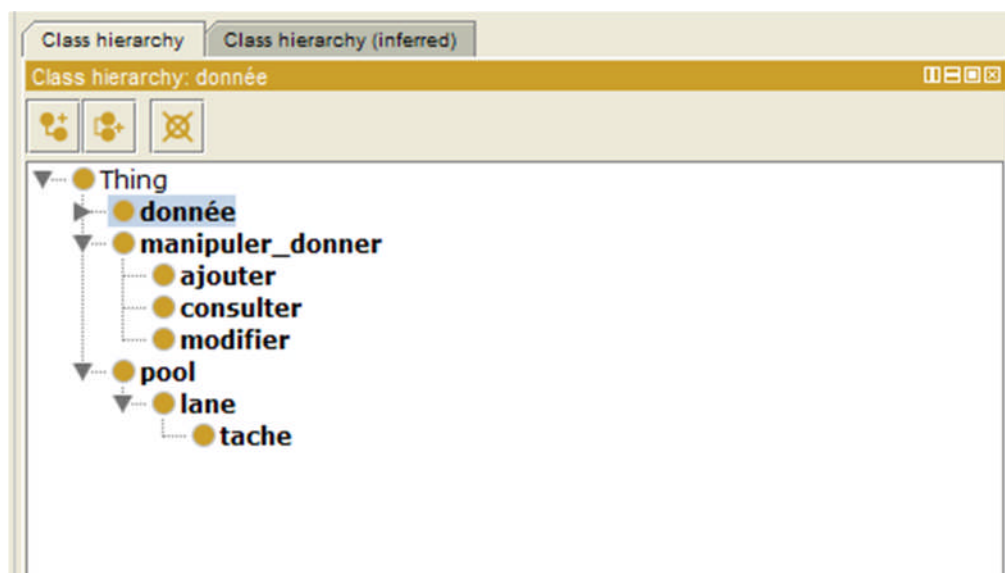 Class hierarchy Class hierarchy (inferred)
Class hierarchy: donnée
Thing
donnée
manipuler_donner
ajouter
consulter
modifier
pool
lane
tache